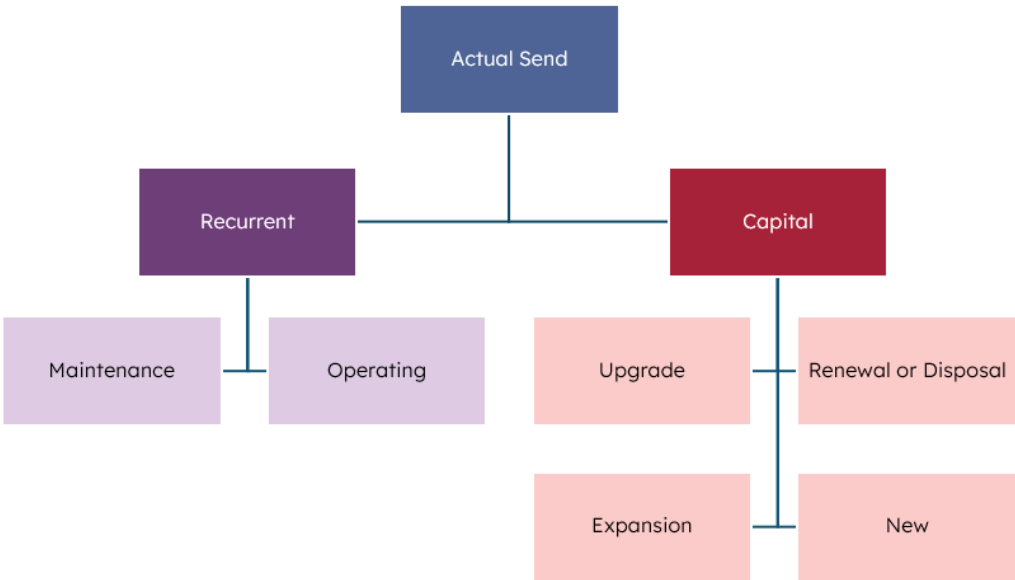 Actual Send
Recurrent
Capital
Maintenance
Operating
Upgrade
Renewal or Disposal
Expansion
New